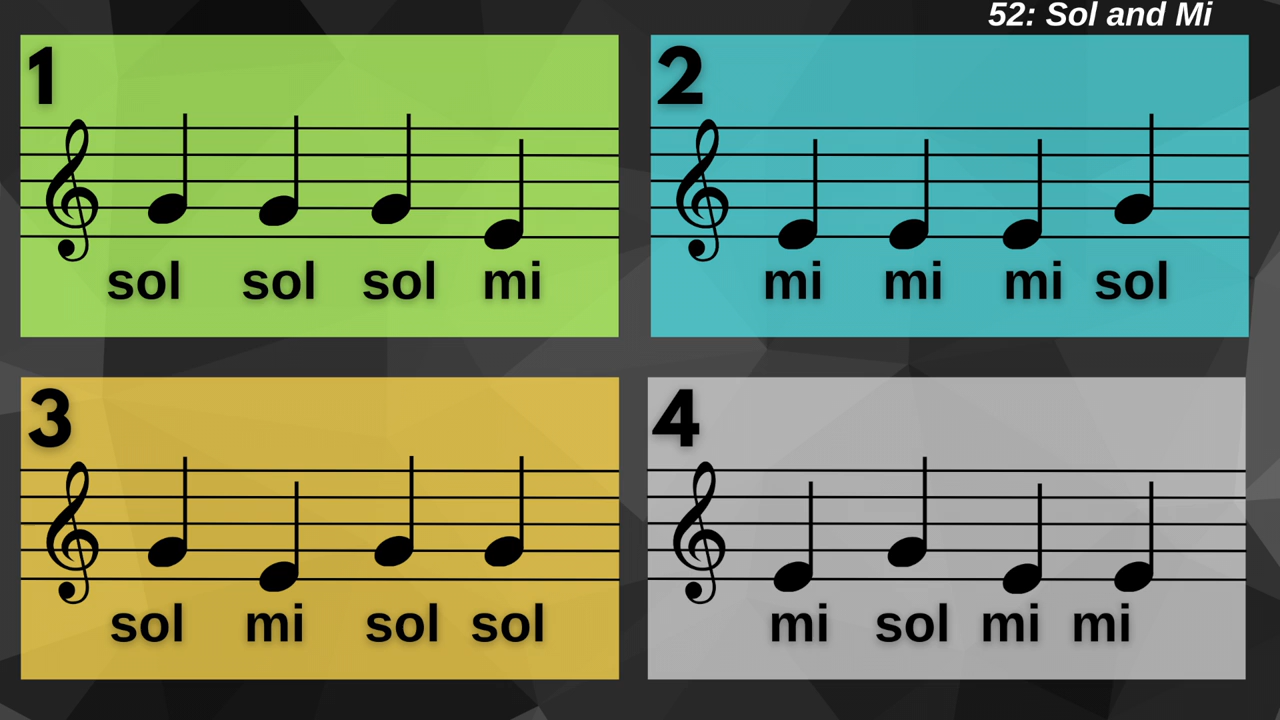 52: Sol and Mi
1
sol sol sol mi
2
mi mi mi sol
3
sol mi sol sol
4
mi sol mi mi